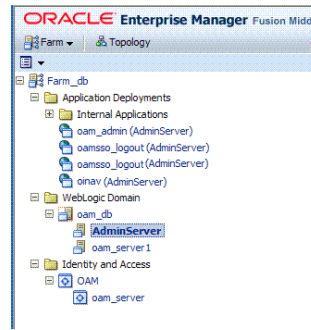 ORACLE Enterprise Manager Fusion Midd
Farm Topology
Farm_db
Application Deployments
Internal Applications
oam_admin (AdminServer)
oamsso_logout (AdminServer)
oamsso_logout (AdminServer)
oinav (AdminServer)
WebLogic Domain
oam_db
AdminServer
oam_server1
Identity and Access
OAM
oam_server